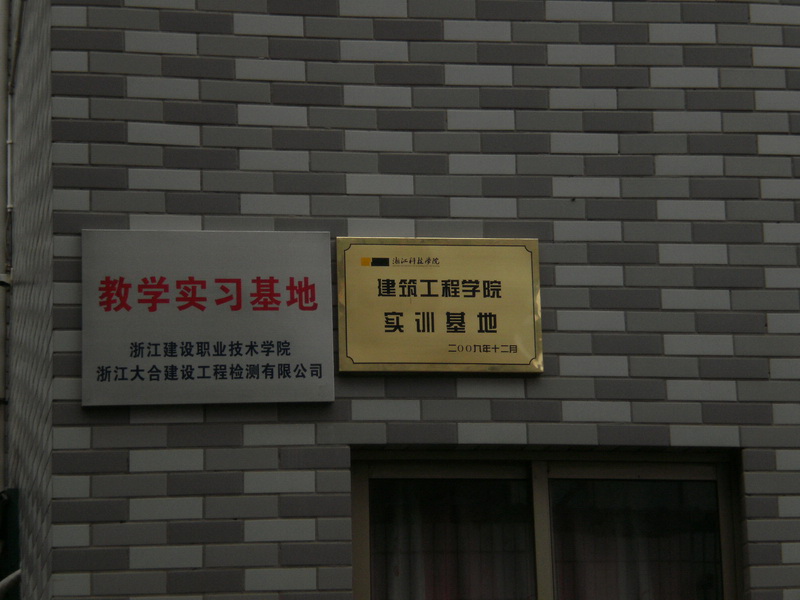 教学实习基地
浙江建设职业技术学院
浙江大合建设工程检测有限公司
浙江科技学院
建筑工程学院
实训基地
二00九年十二月